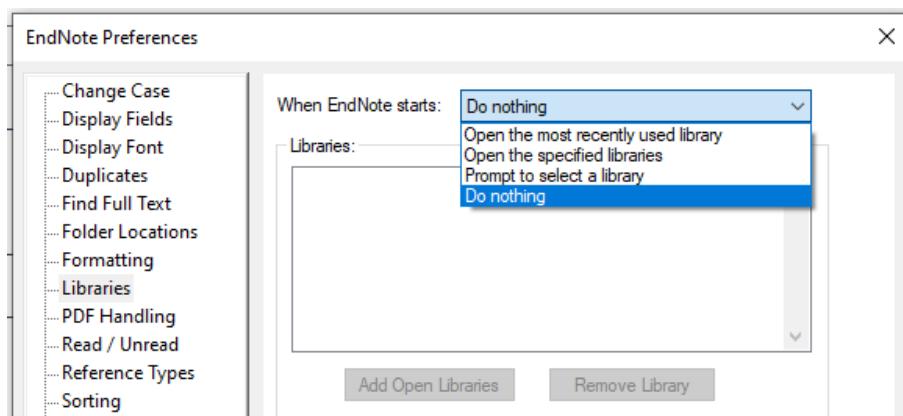 EndNote Preferences
Change Case
Display Fields
Display Font
Duplicates
Find Full Text
Folder Locations
Formatting
Libraries
PDF Handling
Read / Unread
Reference Types
Sorting
When EndNote starts: Do nothing
Open the most recently used library
Open the specified libraries
Prompt to select a library
Do nothing
Libraries:
Add Open Libraries Remove Library